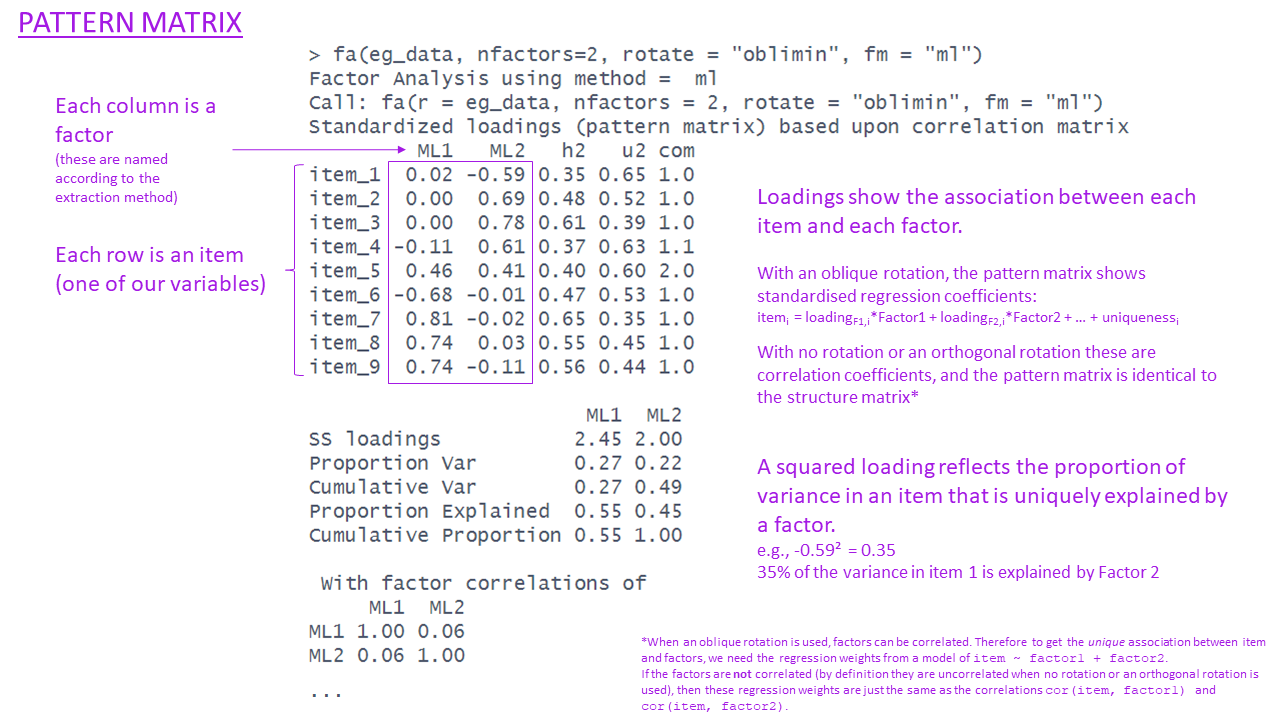 PATTERN MATRIX
> fa(eg_data, nfactors=2, rotate = "oblimin", fm = "ml")
Factor Analysis using method =  ml
Call: fa(r = eg_data, nfactors = 2, rotate = "oblimin", fm = "ml")
Standardized loadings (pattern matrix) based upon correlation matrix
ML1 ML2 h2 u2 com
item_1 0.02 -0.59 0.35 0.65 1.0
item_2 0.00 0.69 0.48 0.52 1.0
item_3 0.00 0.78 0.61 0.39 1.0
item_4 -0.11 0.61 0.37 0.63 1.1
item_5 0.46 0.41 0.40 0.60 2.0
item_6 -0.68 -0.01 0.47 0.53 1.0
item_7 0.81 -0.02 0.65 0.35 1.0
item_8 0.74 0.03 0.55 0.45 1.0
item_9 0.74 -0.11 0.56 0.44 1.0
ML1 ML2
SS loadings 2.45 2.00
Proportion Var 0.27 0.22
Cumulative Var 0.27 0.49
Proportion Explained 0.55 0.45
Cumulative Proportion 0.55 1.00
With factor correlations of
ML1 ML2
ML1 1.00 0.06
ML2 0.06 1.00
...
Each column is a
factor
(these are named
according to the
extraction method)
Each row is an item
(one of our variables)
Loadings show the association between each
item and each factor.
With an oblique rotation, the pattern matrix shows
standardised regression coefficients:
itemi = loadingF1,i*Factor1 + loadingF2,i*Factor2 + ... + uniquenessi
With no rotation or an orthogonal rotation these are
correlation coefficients, and the pattern matrix is identical to
the structure matrix*
A squared loading reflects the proportion of
variance in an item that is uniquely explained by
a factor.
e.g., -0.59² = 0.35
35% of the variance in item 1 is explained by Factor 2
*When an oblique rotation is used, factors can be correlated. Therefore to get the unique association between item
and factors, we need the regression weights from a model of item ~ factor1 + factor2.
If the factors are not correlated (by definition they are uncorrelated when no rotation or an orthogonal rotation is
used), then these regression weights are just the same as the correlations cor(item, factor1) and
cor(item, factor2).